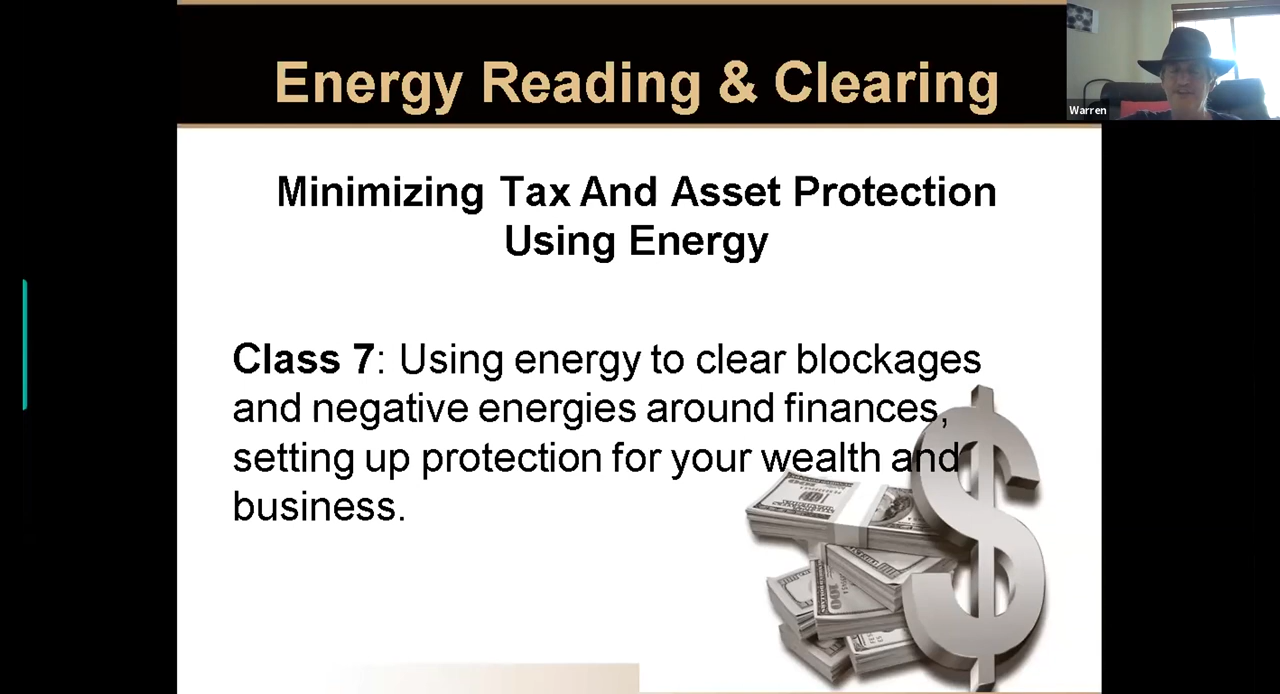 Energy Reading & Clearing
Warren
Minimizing Tax And Asset Protection
Using Energy
Class 7: Using energy to clear blockages
and negative energies around finances,
setting up protection for your wealth and
business.
100